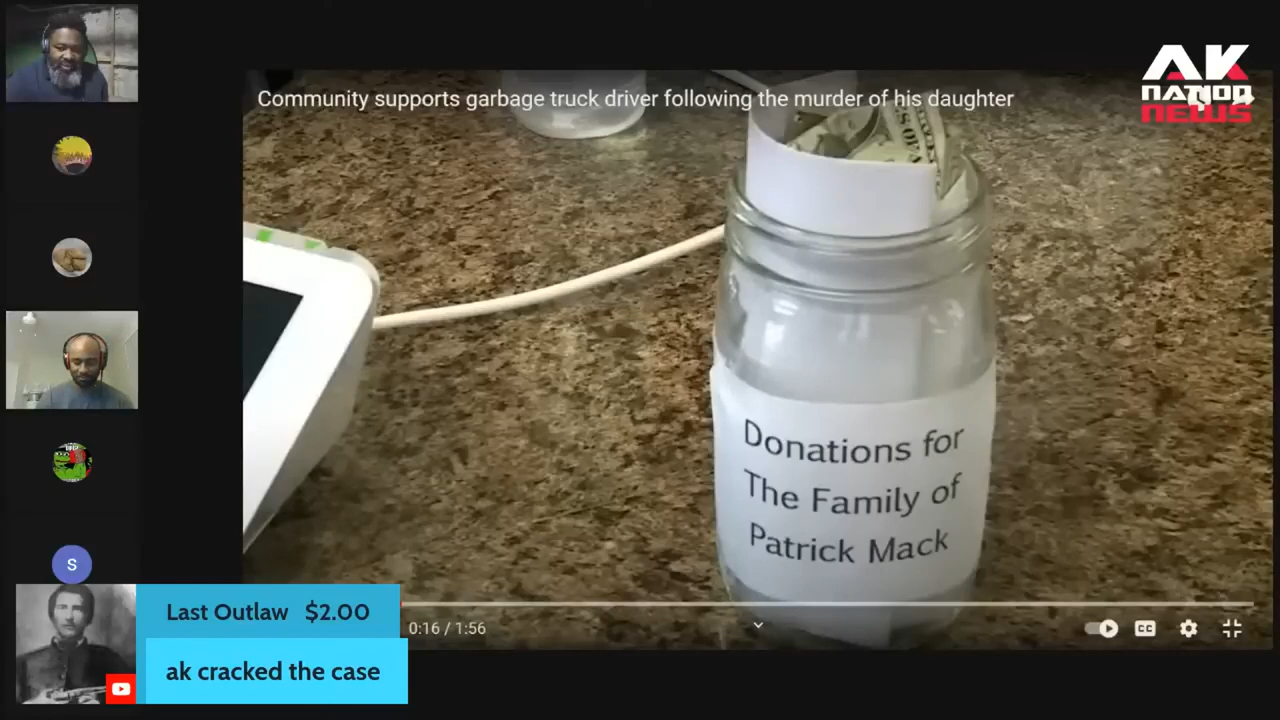 Community supports garbage truck driver following the murder of his daughter
AK
NATION
NEWS
Donations for
The Family of
Patrick Mack
S
Last Outlaw $2.00
ak cracked the case
0:16 / 1:56
CC